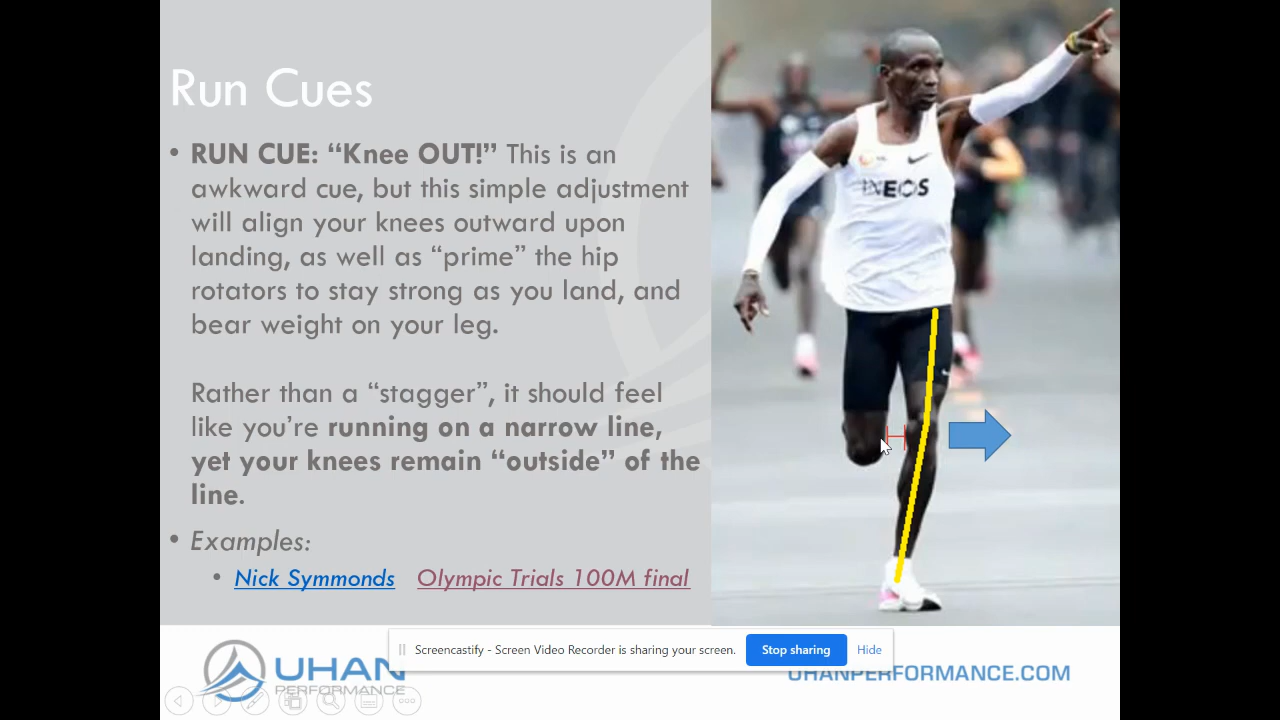 Run Cues
• RUN CUE: “Knee OUT!” This is an
awkward cue, but this simple adjustment
will align your knees outward upon
landing, as well as “prime” the hip
rotators to stay strong as you land, and
bear weight on your leg.
Rather than a “stagger”, it should feel
like you’re running on a narrow line,
yet your knees remain “outside” of the
line.
• Examples:
• Nick Symmonds Olympic Trials 100M final
INEOS
Screencastify - Screen Video Recorder is sharing your screen. Stop sharing Hide
UHAN
PERFORMANCE
UHANPERFORMANCE.COM